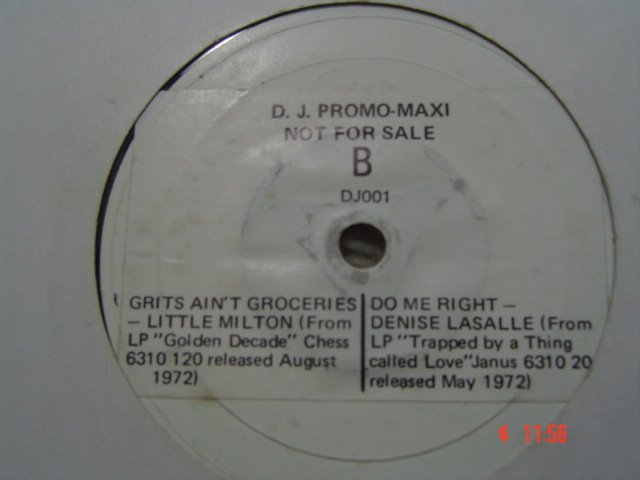 D. J. PROMO-MAXI
NOT FOR SALE
B
DJ001
GRITS AIN'T GROCERIES
— LITTLE MILTON (From
LP "Golden Decade" Chess
6310 120 released August
1972)
DO ME RIGHT —
DENISE LASALLE (From
LP "Trapped by a Thing
called Love" Janus 6310 20
released May 1972)
4 11:56